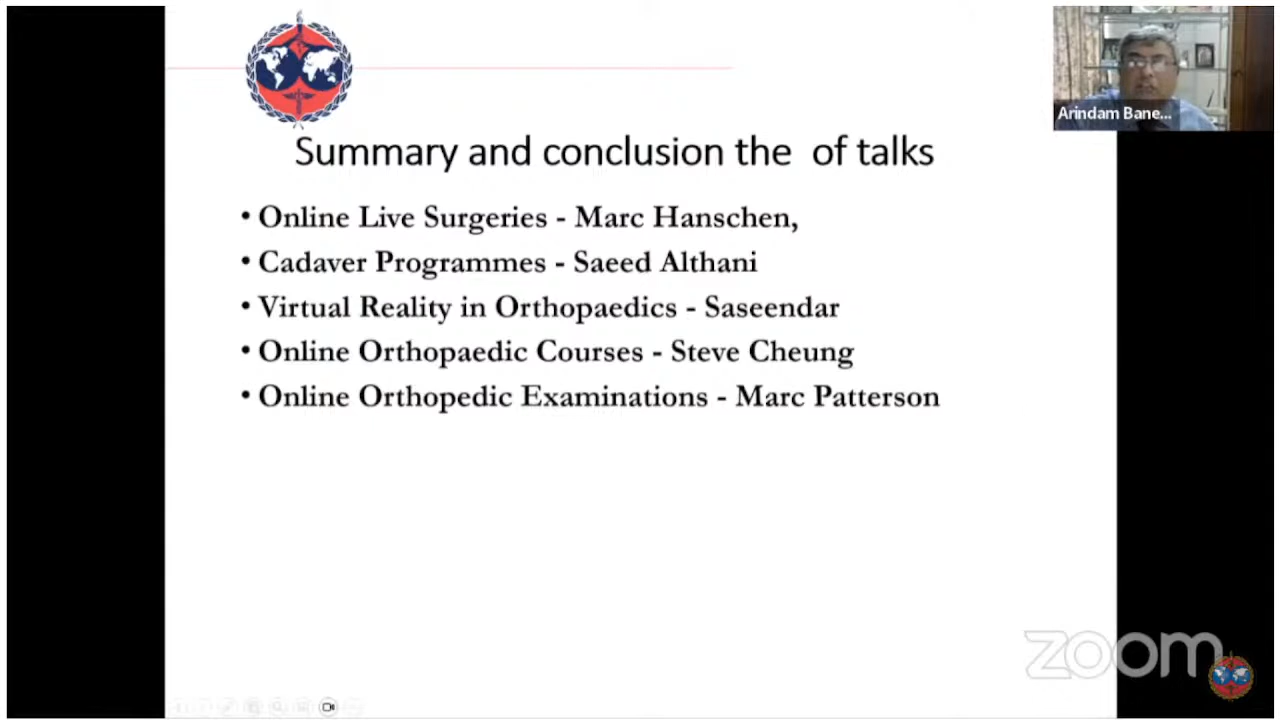 Arindam Bane...
Summary and conclusion the of talks
• Online Live Surgeries - Marc Hanschen,
• Cadaver Programmes - Saeed Althani
• Virtual Reality in Orthopaedics - Saseendar
• Online Orthopaedic Courses - Steve Cheung
• Online Orthopedic Examinations - Marc Patterson
zoom